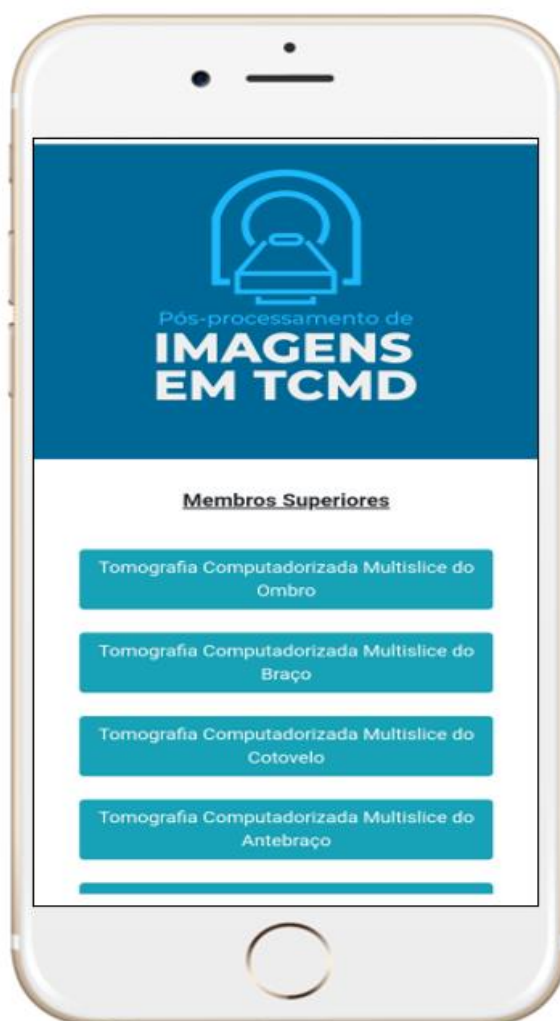 Pós-processamento de
IMAGENS
EM TCMD
Membros Superiores
Tomografia Computadorizada Multislice do
Ombro
Tomografia Computadorizada Multislice do
Braço
Tomografia Computadorizada Multislice do
Cotovelo
Tomografia Computadorizada Multislice do
Antebraço